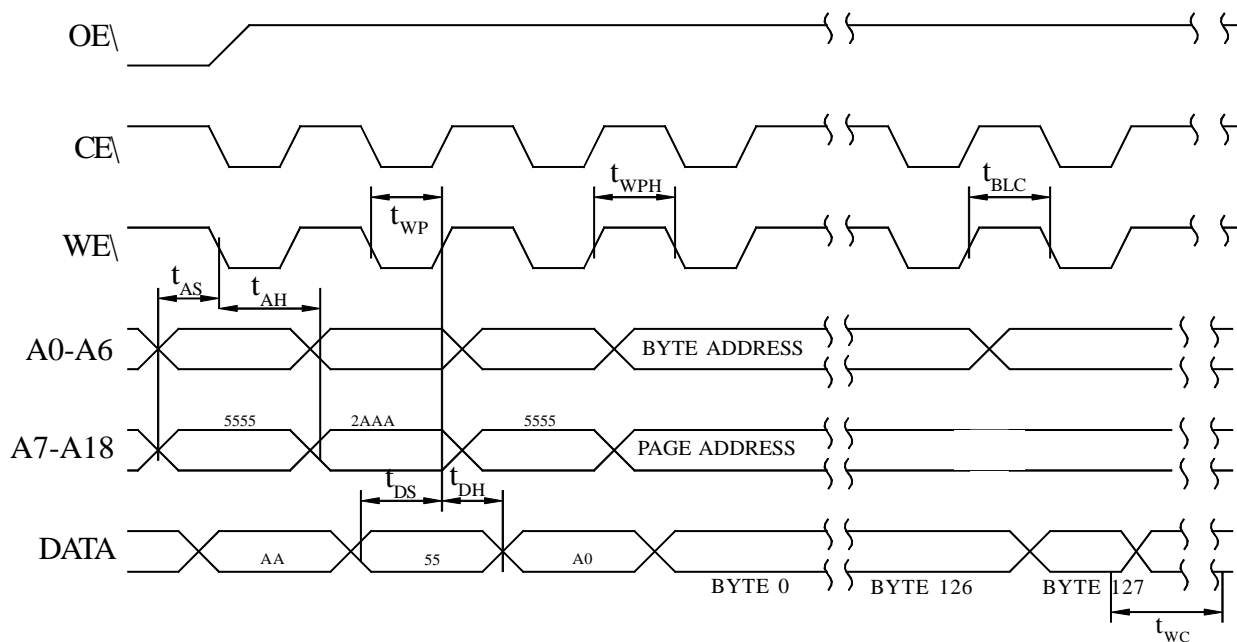 OE\
CE\
t_WPH
t_BLC
t_WP
WE\
t_AS
t_AH
A0-A6
BYTE ADDRESS
5555
2AAA
5555
A7-A18
PAGE ADDRESS
t_DS
t_DH
DATA
AA
55
A0
BYTE 0
BYTE 126
BYTE 127
t_WC